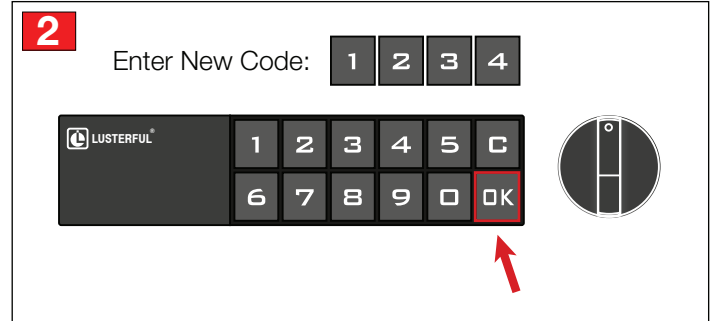 2
Enter New Code: 1 2 3 4
LUSTERFUL®
1 2 3 4 5 C
6 7 8 9 0 OK